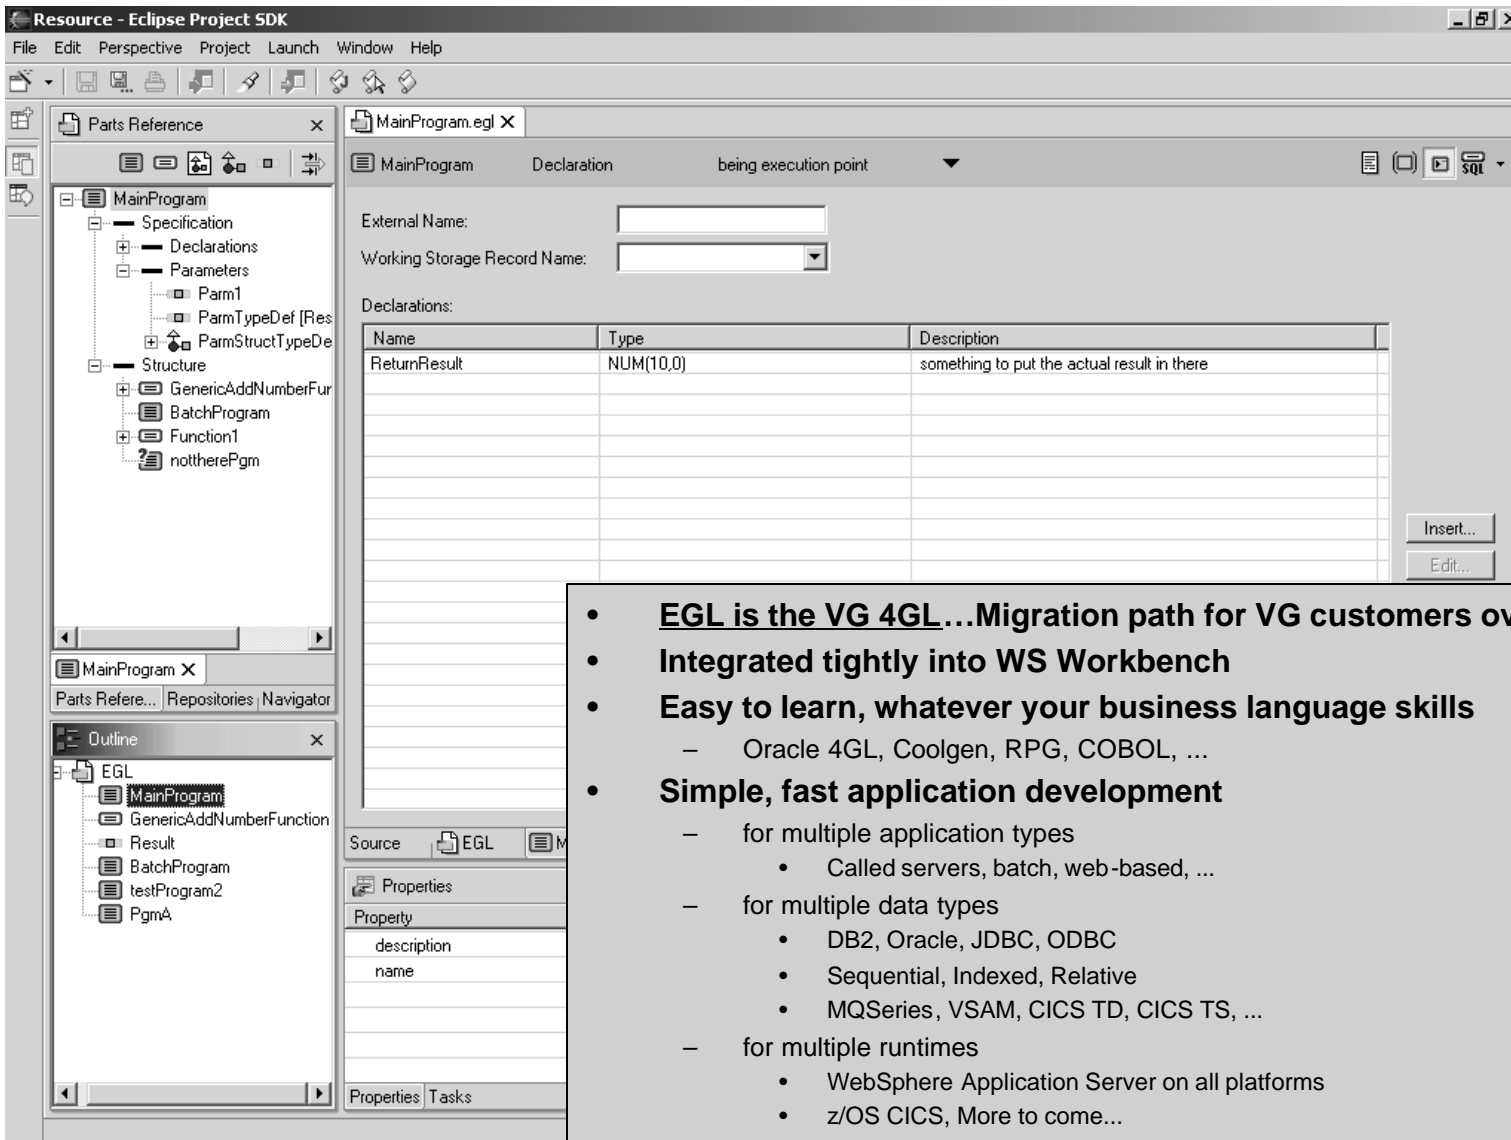 Resource - Eclipse Project SDK
File Edit Perspective Project Launch Window Help
Parts Reference
MainProgram
Specification
Declarations
Parameters
Parm1
ParmTypeDef [Res
ParmStructTypeDe
Structure
GenericAddNumberFur
BatchProgram
Function1
nottherePgm
MainProgram
Parts Refere... Repositories Navigator
Outline
EGL
MainProgram
GenericAddNumberFunction
Result
BatchProgram
testProgram2
PgmA
MainProgram.egl
MainProgram Declaration being execution point
SQL
External Name:
Working Storage Record Name:
Declarations:
Name Type Description
ReturnResult NUM(10,0) something to put the actual result in there
Insert...
Edit...
Source EGL M
Properties
Property
description
name
Properties Tasks
• EGL is the VG 4GL…Migration path for VG customers ov
• Integrated tightly into WS Workbench
• Easy to learn, whatever your business language skills
– Oracle 4GL, Coolgen, RPG, COBOL, ...
• Simple, fast application development
– for multiple application types
• Called servers, batch, web-based, ...
– for multiple data types
• DB2, Oracle, JDBC, ODBC
• Sequential, Indexed, Relative
• MQSeries, VSAM, CICS TD, CICS TS, ...
– for multiple runtimes
• WebSphere Application Server on all platforms
• z/OS CICS, More to come...